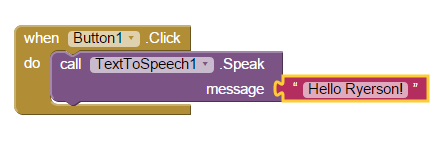 when Button1 .Click
do call TextToSpeech1 .Speak
message “ Hello Ryerson! ”